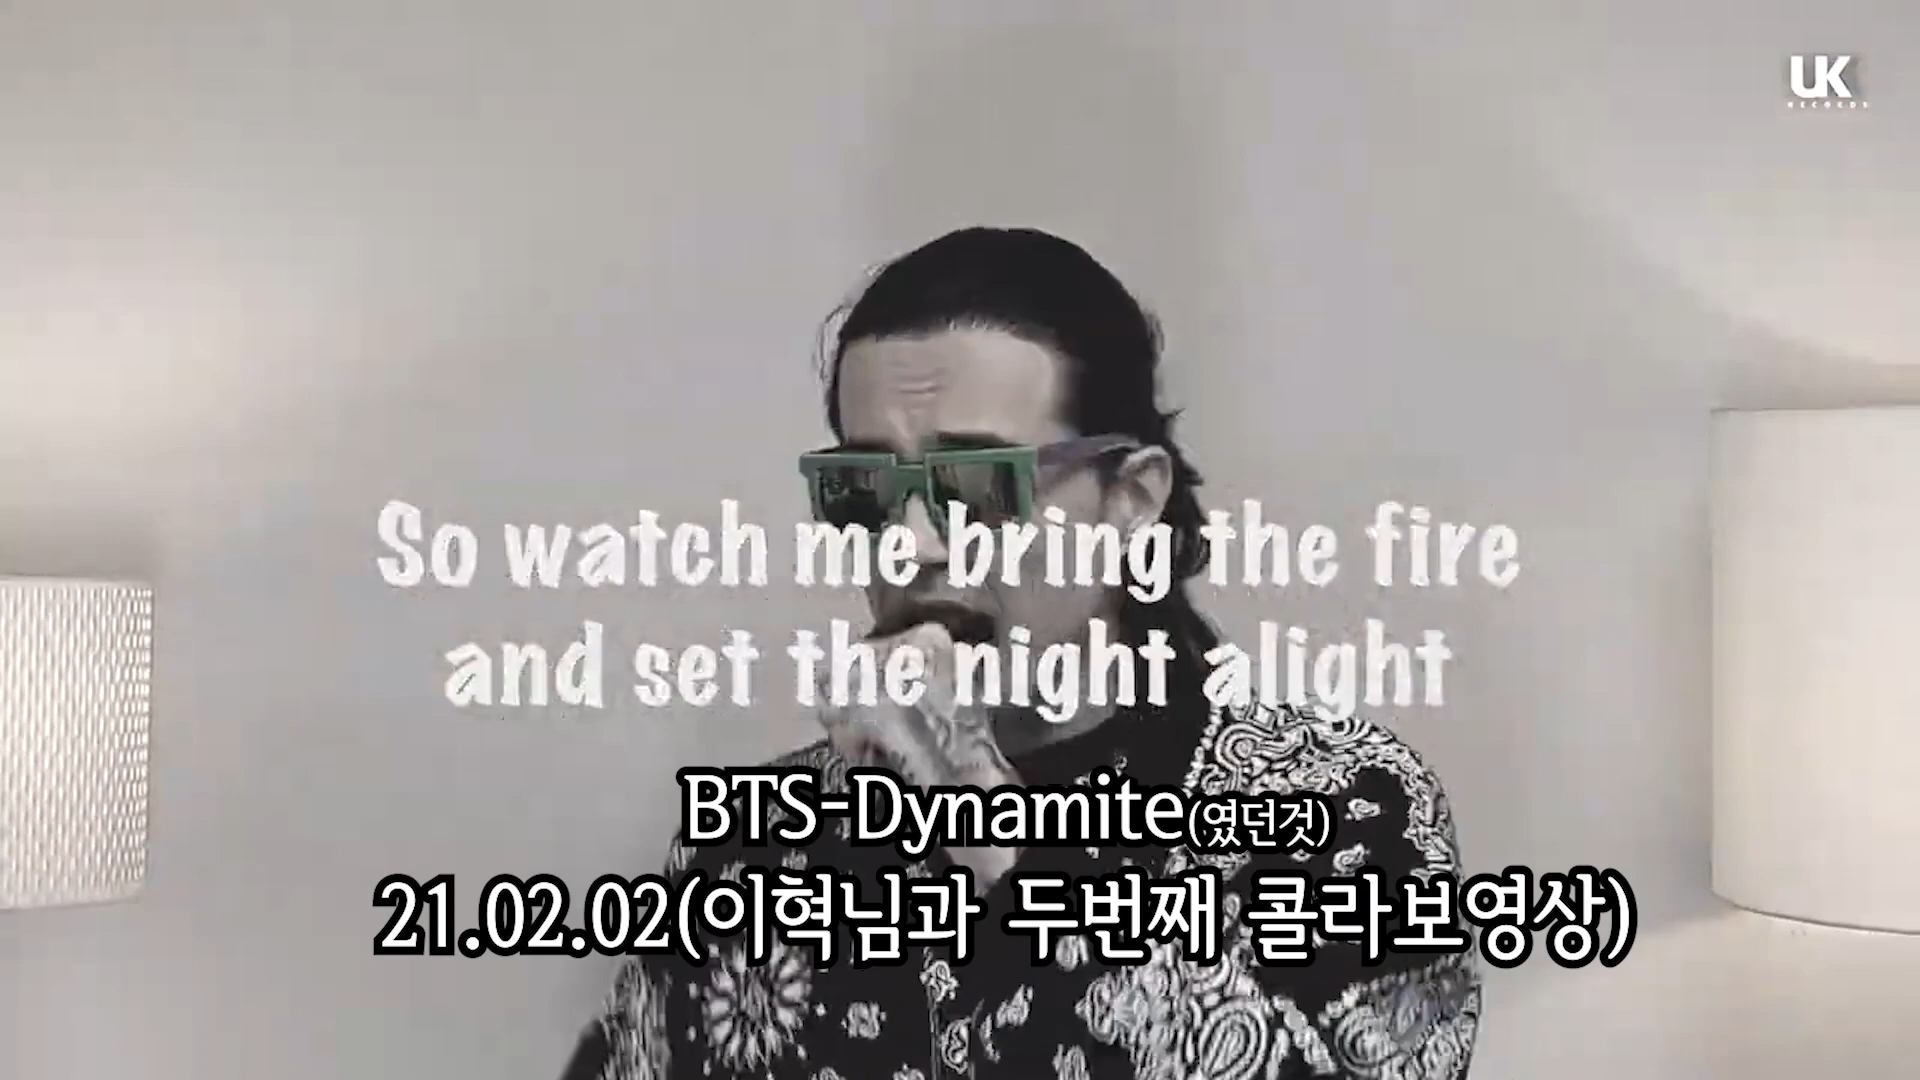 UK
RECORDS
So watch me bring the fire
and set the night alight
BTS-Dynamite(였던것)
21.02.02(이혁님과 두번째 콜라보영상)